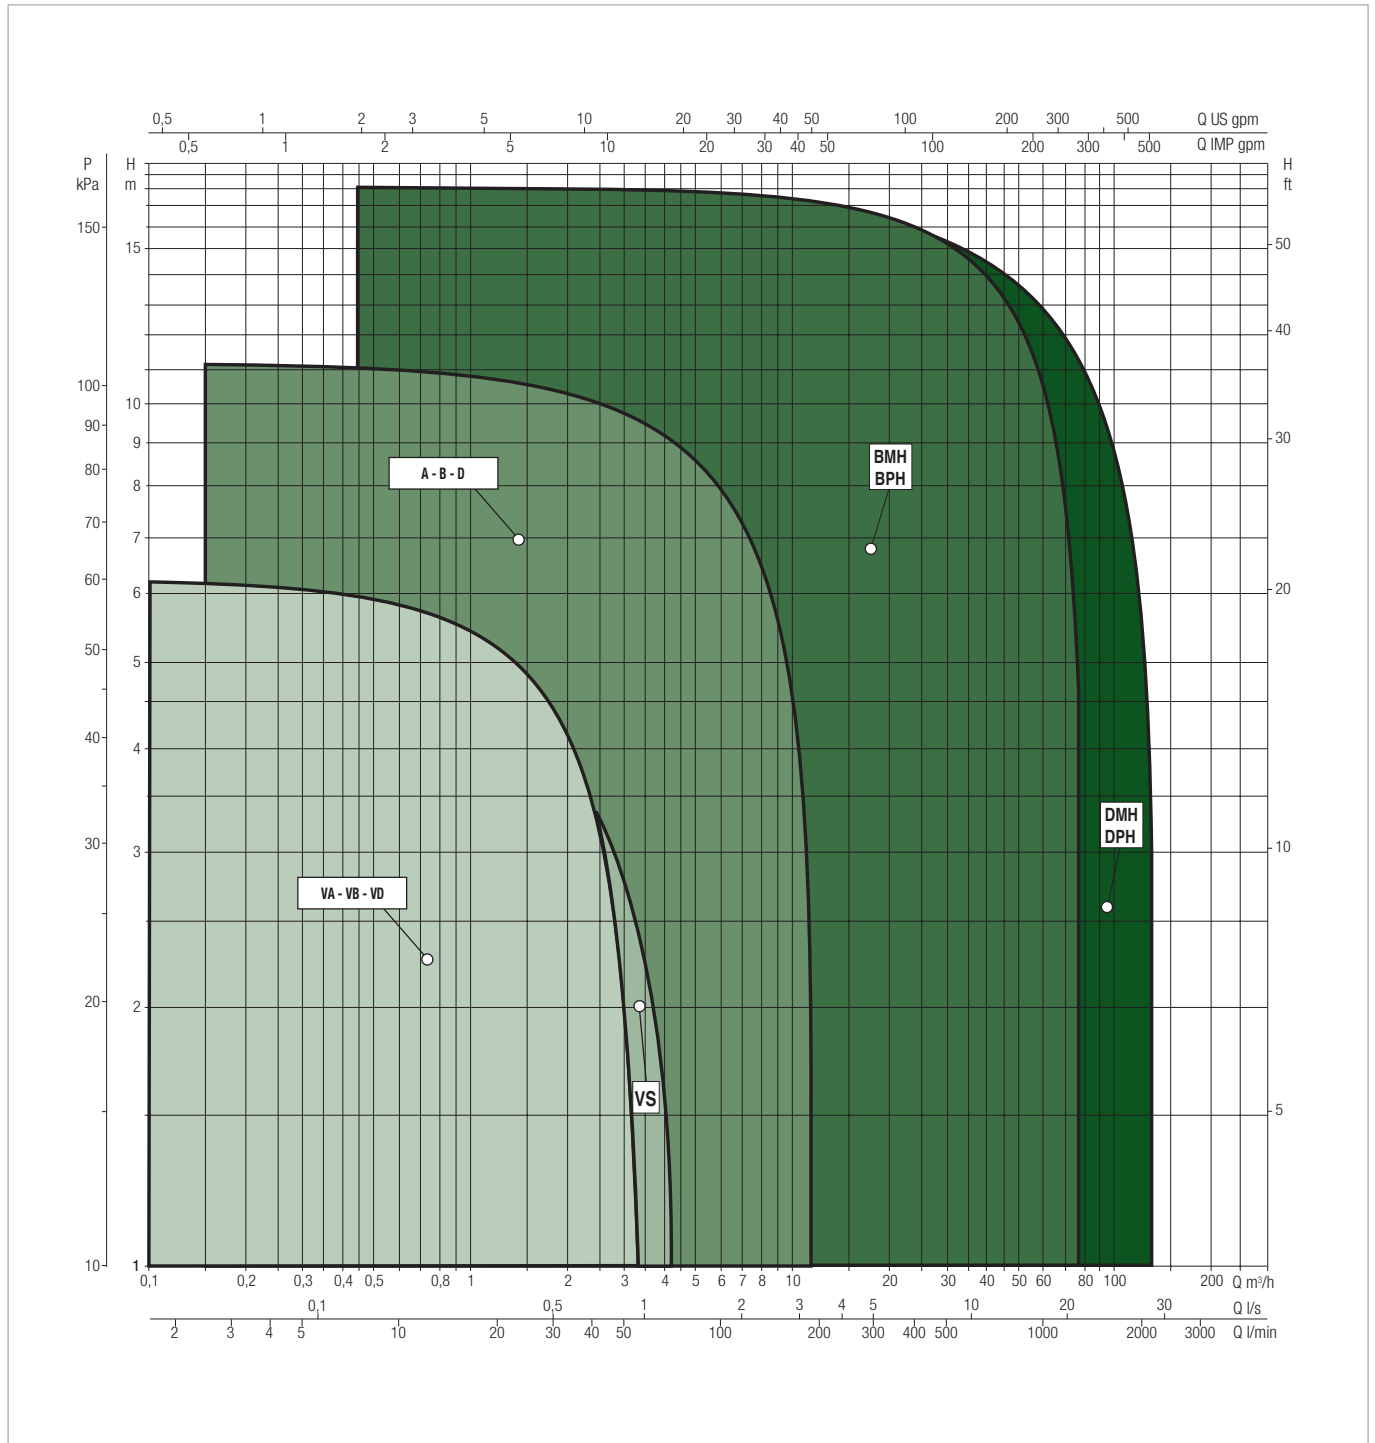 0,5 1 2 3 5 10 20 30 40 50 100 200 300 500 Q US gpm
0,5 1 2 5 10 20 30 40 50 100 200 300 500 Q IMP gpm
P H H
kPa m ft
150
15
50
40
100
10
90
9
30
80
8
70
7
60
6
20
50
5
40
4
30
3
10
20
2
5
10
1
A - B - D
BMH
BPH
DMH
DPH
VA - VB - VD
VS
0,1 0,2 0,3 0,4 0,5 0,8 1 2 3 4 5 6 7 8 10 20 30 40 50 60 80 100 200 Q m³/h
0,1 0,5 1 2 3 4 5 10 20 30 Q l/s
2 3 4 5 10 20 30 40 50 100 200 300 400 500 1000 2000 3000 Q l/min